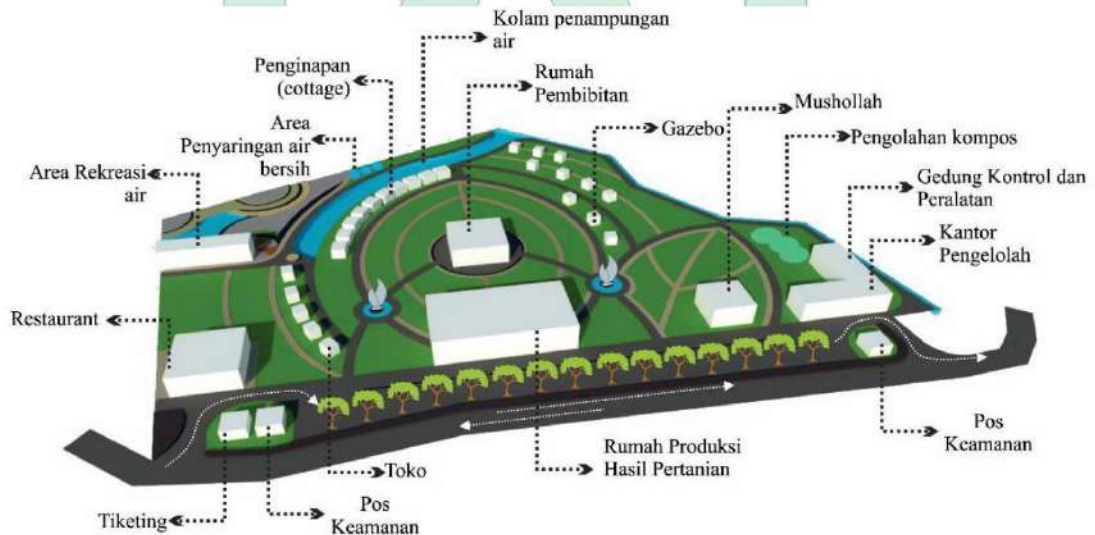 Kolam penampungan
air
Penginapan
(cottage)
Rumah
Pembibitan
Mushollah
Area
Penyaringan air
bersih
Gazebo
Pengolahan kompos
Area Rekreasi
air
Gedung Kontrol dan
Peralatan
Kantor
Pengelolah
Restaurant
Toko
Rumah Produksi
Hasil Pertanian
Pos
Keamanan
Tiketing
Pos
Keamanan